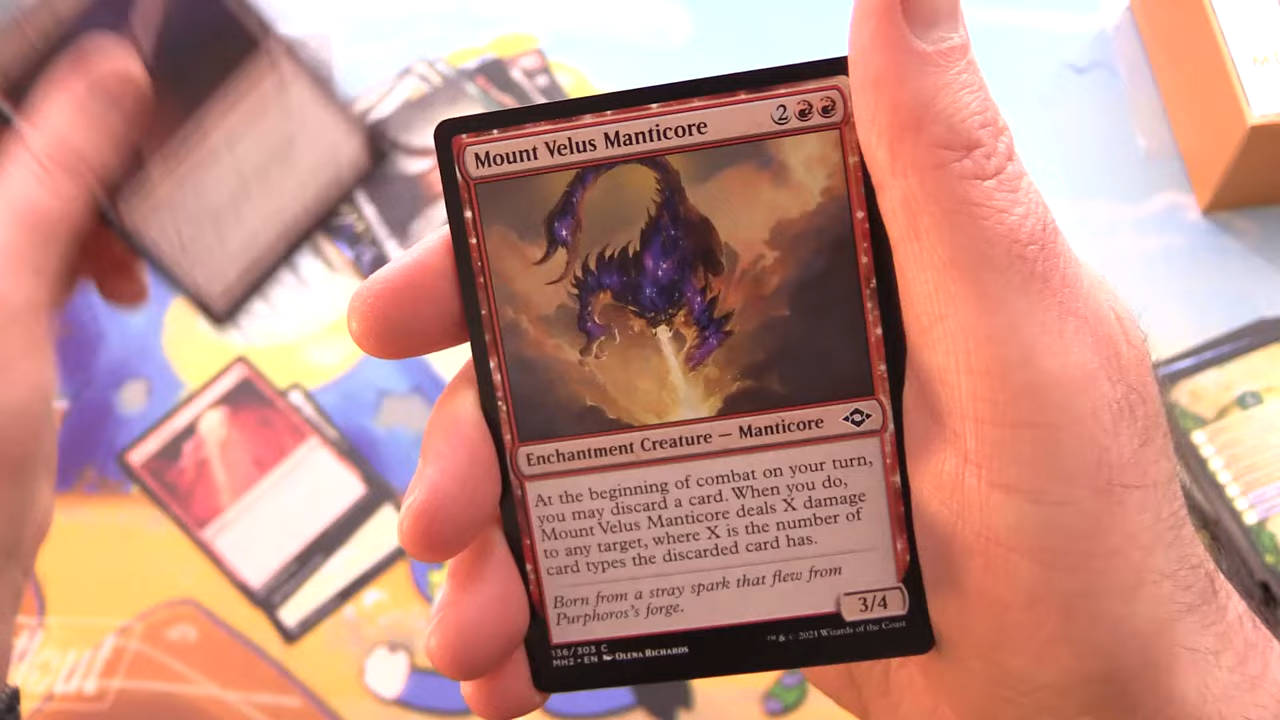 Mount Velus Manticore 2
Enchantment Creature — Manticore
At the beginning of combat on your turn,
you may discard a card. When you do,
Mount Velus Manticore deals X damage
to any target, where X is the number of
card types the discarded card has.
Born from a stray spark that flew from
Purphoros's forge.
3/4
136/303 C
MH2 • EN OLENA RICHARDS
™ & © 2021 Wizards of the Coast